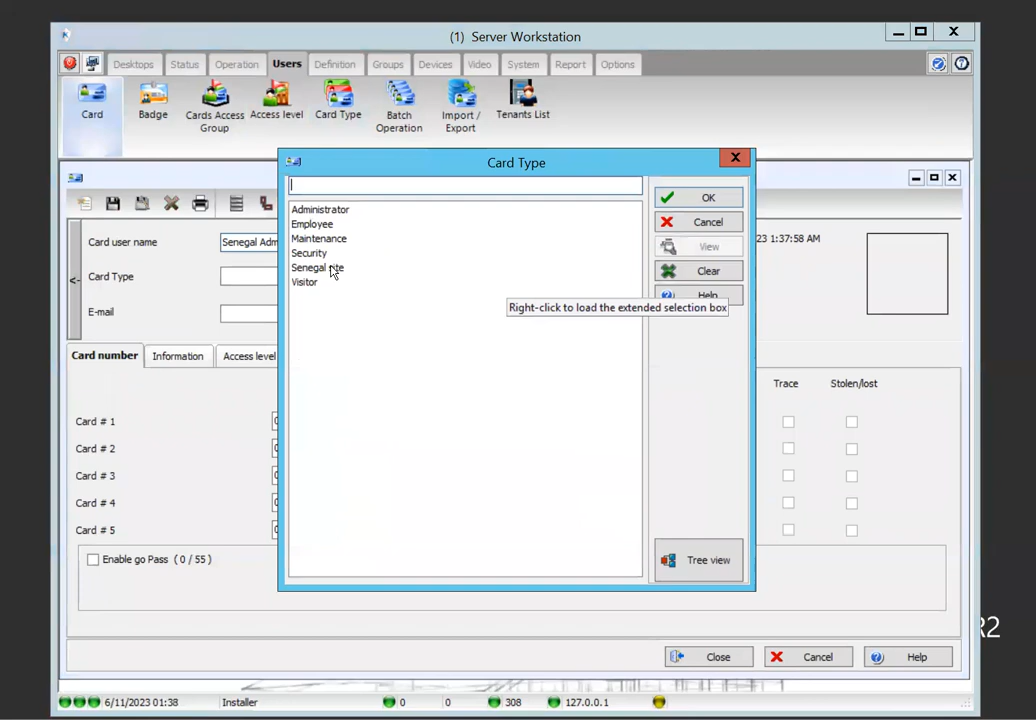 (1) Server Workstation
Desktops Status Operation Users Definition Groups Devices Video System Report Options
Card Badge Cards Access Group Access level Card Type Batch Operation Import / Export Tenants List
Card Type
Card user name Senegal Adm
23 1:37:58 AM
Card Type
E-mail
Administrator
Employee
Maintenance
Security
Senegal site
Visitor
OK
Cancel
View
Clear
Help
Right-click to load the extended selection box
Tree view
Card number Information Access level
Trace Stolen/lost
Card # 1
Card # 2
Card # 3
Card # 4
Card # 5
Enable go Pass ( 0 / 55 )
R2
Close Cancel Help
6/11/2023 01:38 Installer 0 0 308 127.0.0.1